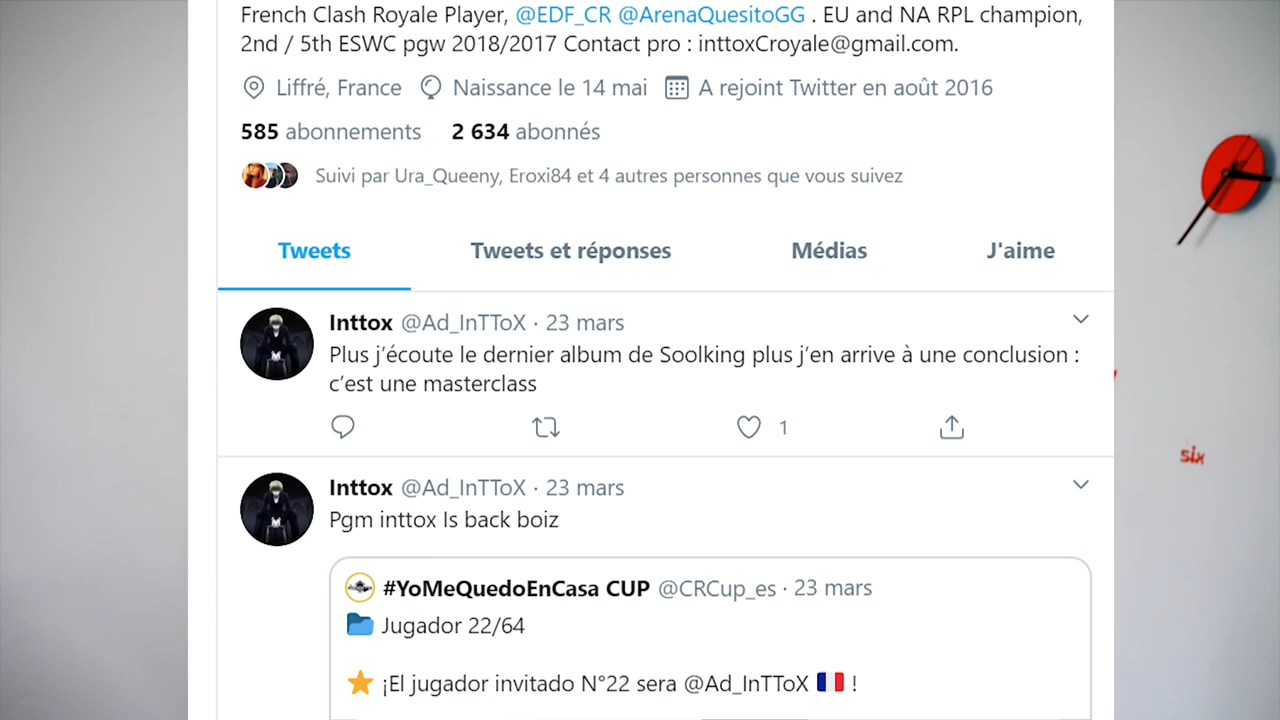 French Clash Royale Player, @EDF_CR @ArenaQuesitoGG . EU and NA RPL champion,
2nd / 5th ESWC pgw 2018/2017 Contact pro : inttoxCroyale@gmail.com.
Liffré, France Naissance le 14 mai A rejoint Twitter en août 2016
585 abonnements 2 634 abonnés
Suivi par Ura_Queeny, Eroxi84 et 4 autres personnes que vous suivez
Tweets Tweets et réponses Médias J'aime
Inttox @Ad_InTToX · 23 mars
Plus j’écoute le dernier album de Soolking plus j’en arrive à une conclusion :
c’est une masterclass
1
Inttox @Ad_InTToX · 23 mars
Pgm inttox Is back boiz
#YoMeQuedoEnCasa CUP @CRCup_es · 23 mars
Jugador 22/64
¡El jugador invitado N°22 sera @Ad_InTToX !
six